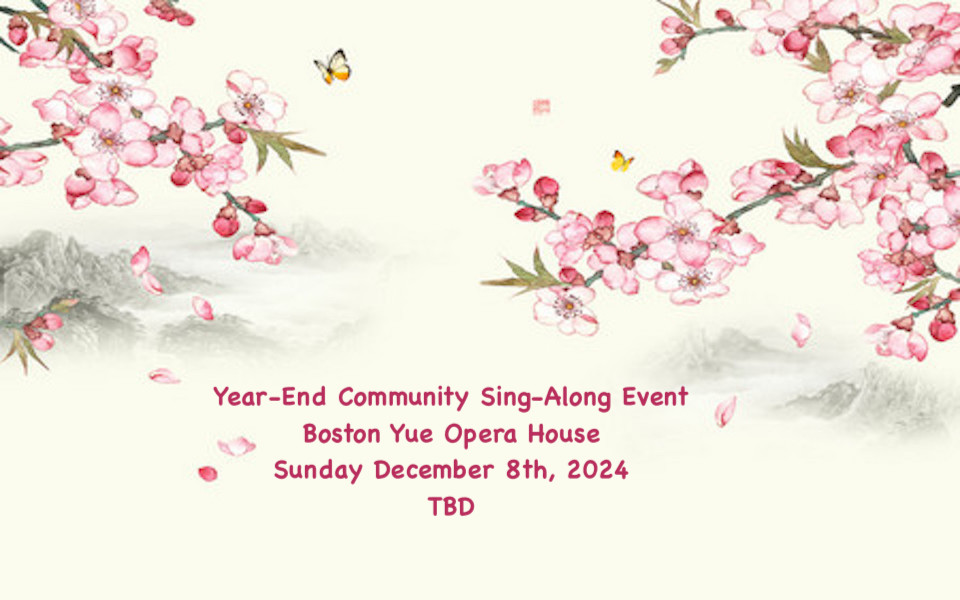 Year-End Community Sing-Along Event
Boston Yue Opera House
Sunday December 8th, 2024
TBD